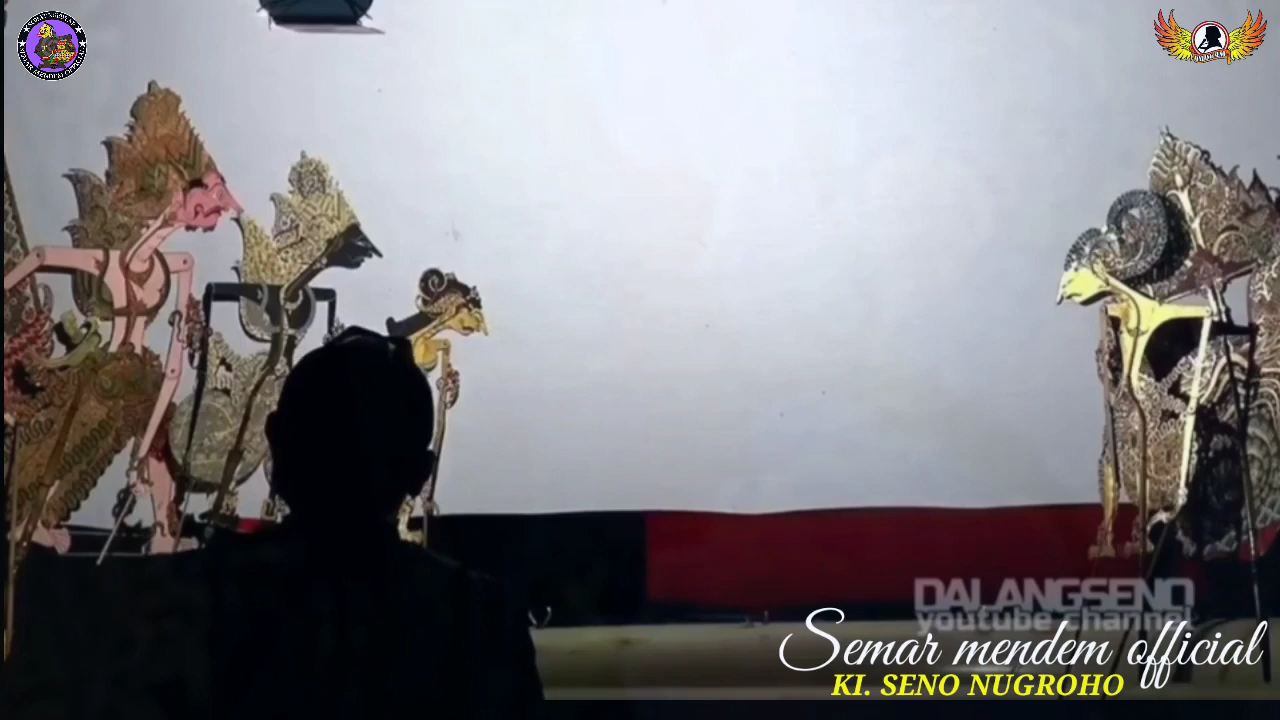 DALANGSENO
youtube channel
Semar mendem official
KI. SENO NUGROHO